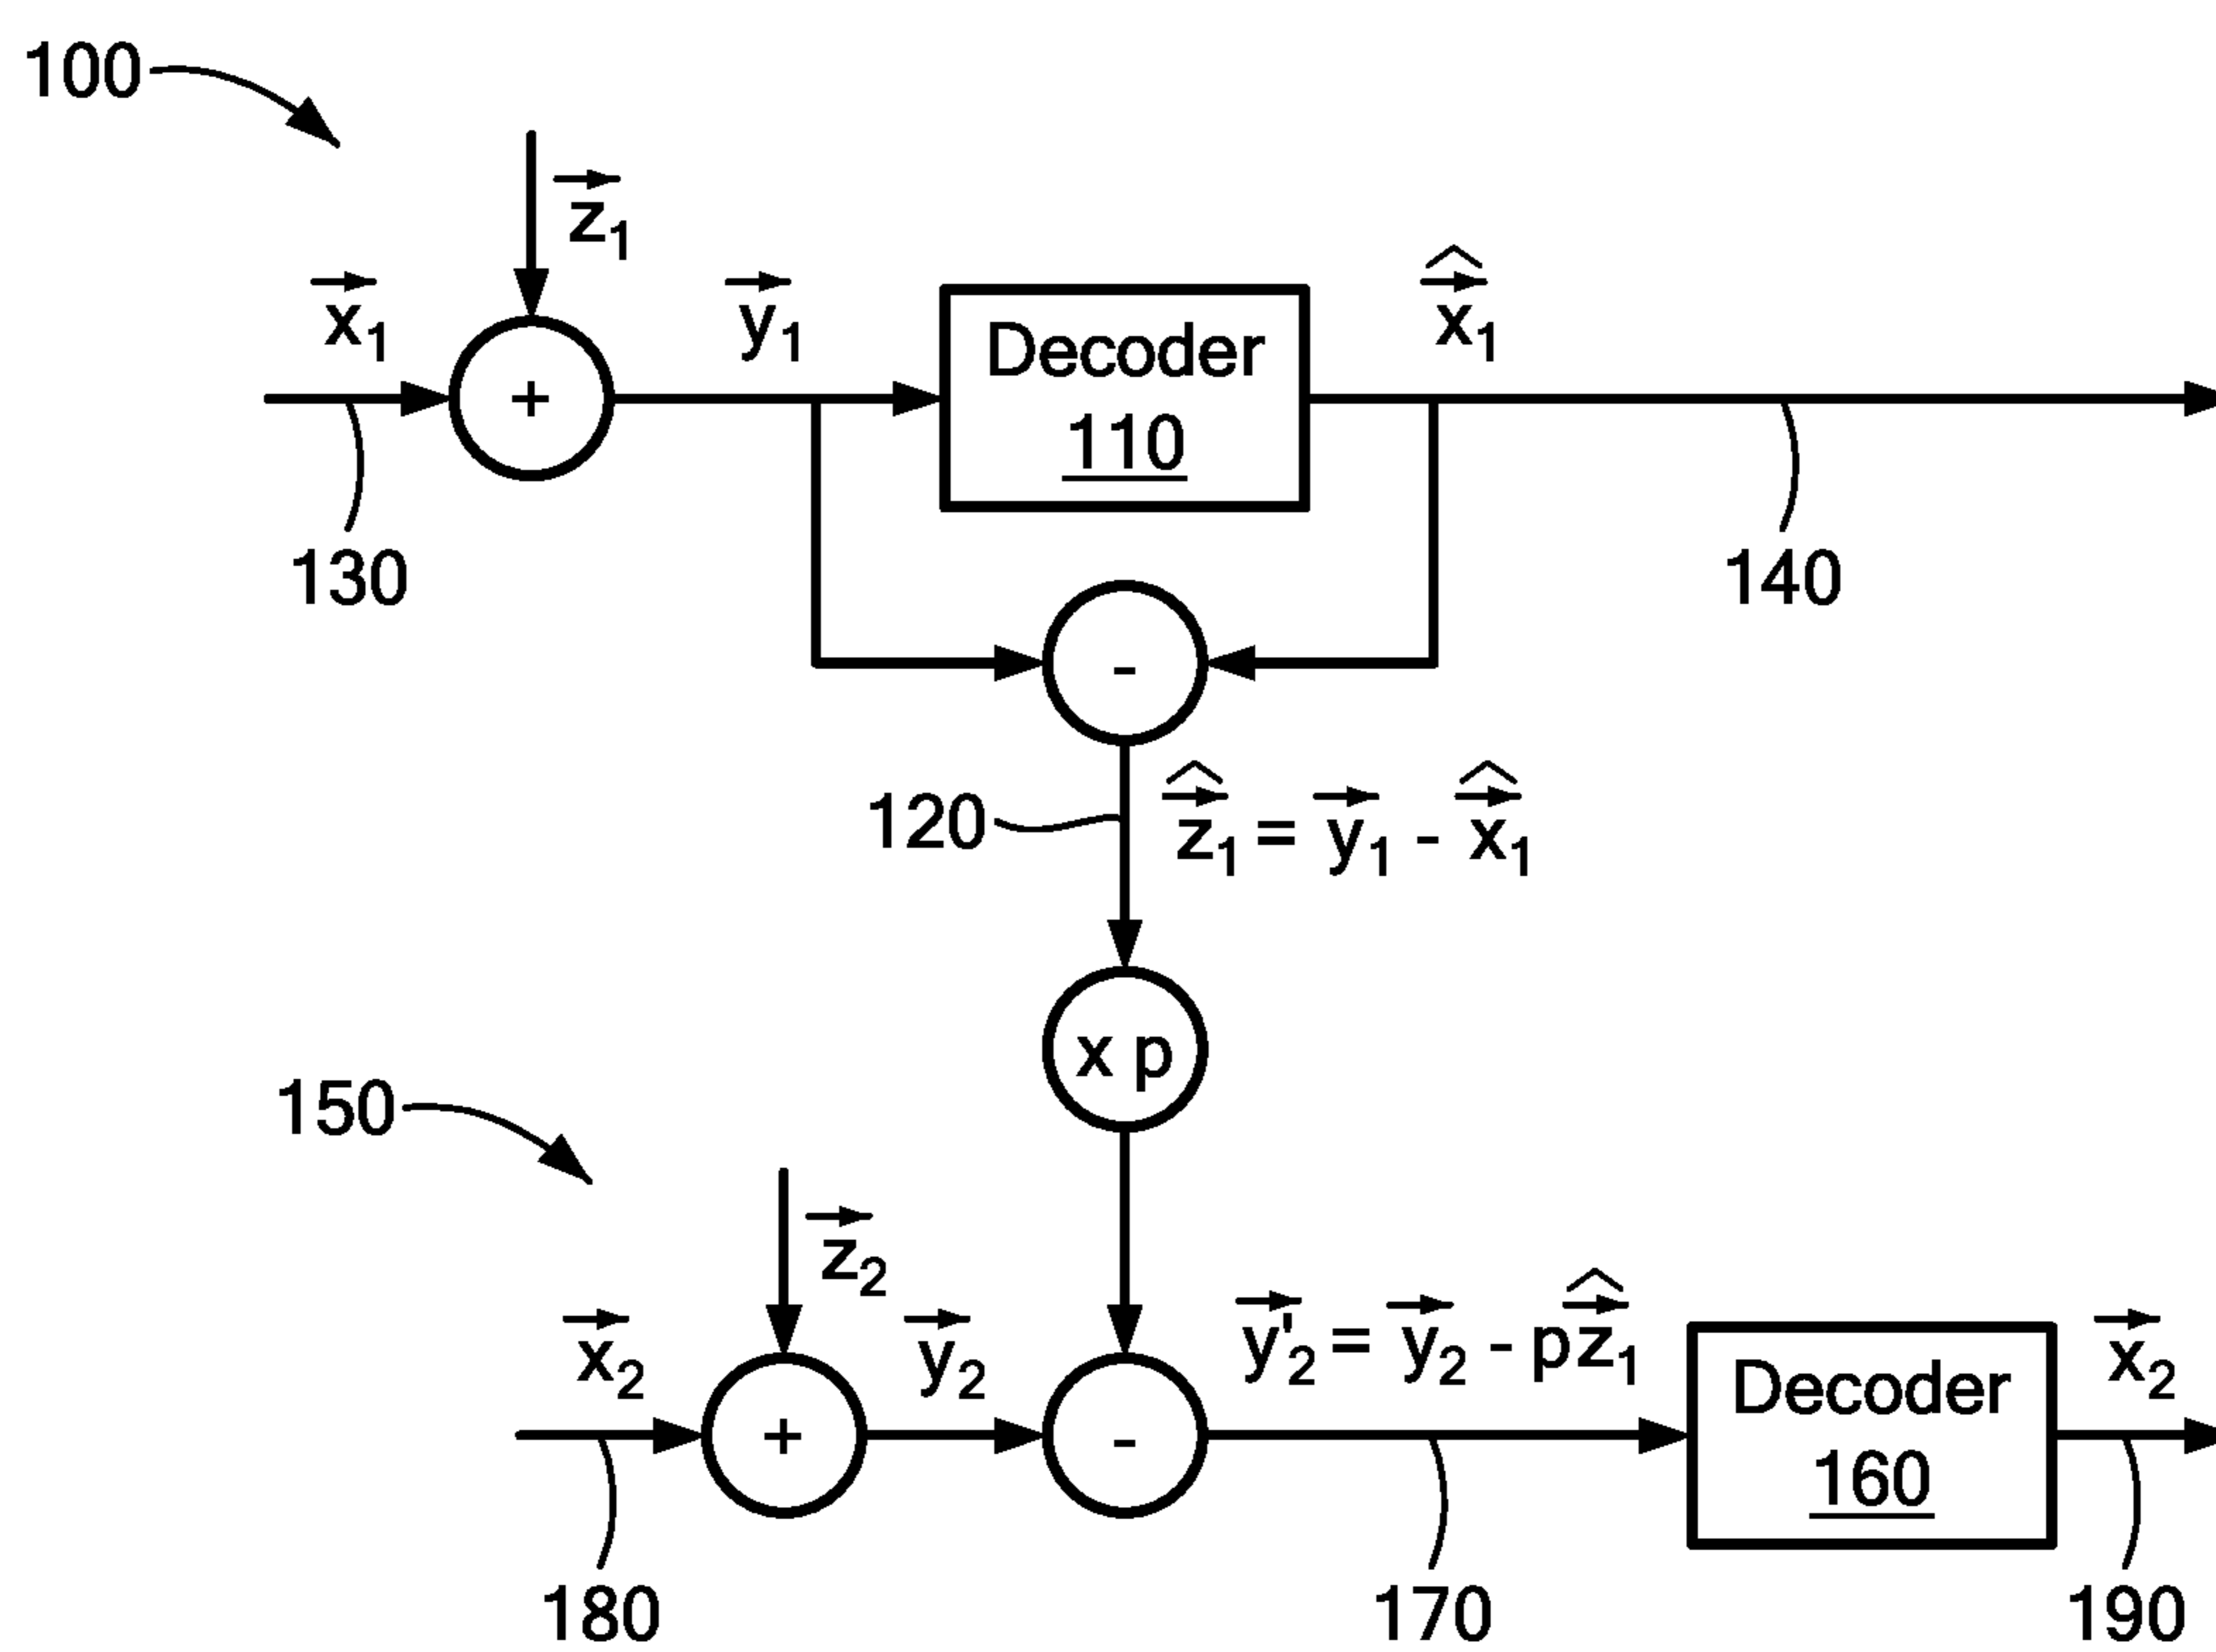 100
z⃗₁
x⃗₁
y⃗₁
Decoder
110
x⃗̂₁
+
130
140
-
120
z⃗̂₁ = y⃗₁ - x⃗̂₁
x p
150
z⃗₂
x⃗₂
y⃗₂
y⃗'₂ = y⃗₂ - pz⃗̂₁
Decoder
160
x⃗₂
+
-
180
170
190